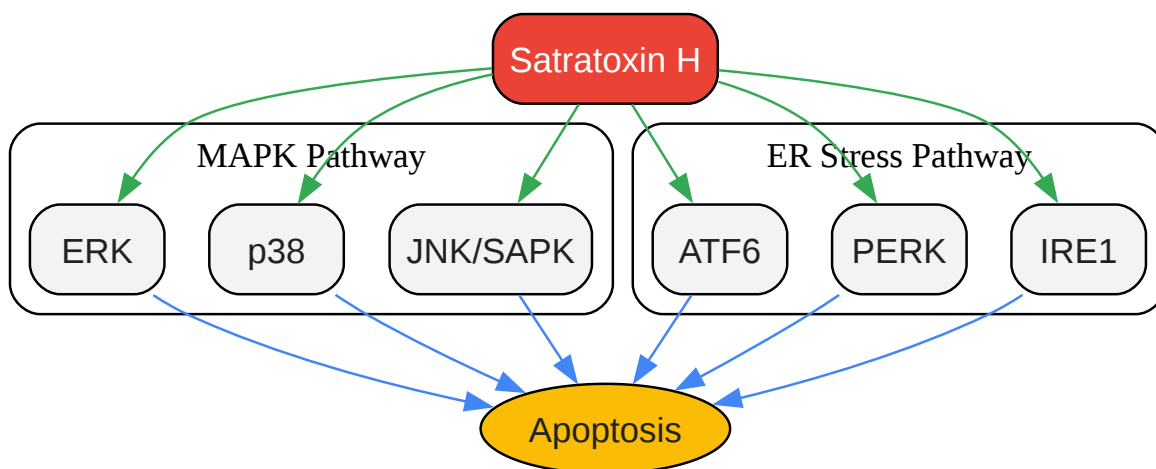 Satratoxin H
MAPK Pathway
ER Stress Pathway
ERK
p38
JNK/SAPK
ATF6
PERK
IRE1
Apoptosis